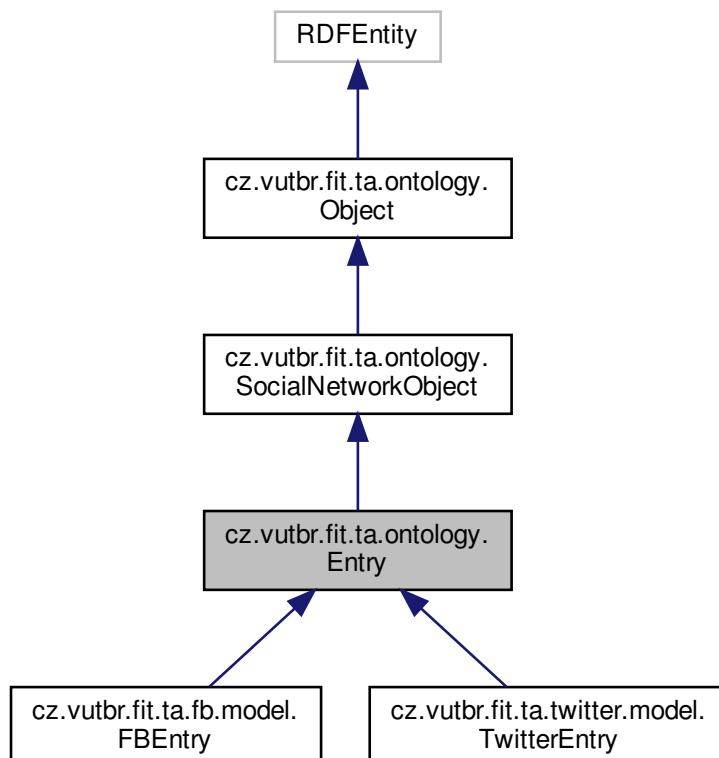 RDFEntity
cz.vutbr.fit.ta.ontology.
Object
cz.vutbr.fit.ta.ontology.
SocialNetworkObject
cz.vutbr.fit.ta.ontology.
Entry
cz.vutbr.fit.ta.fb.model.
FBEntry
cz.vutbr.fit.ta.twitter.model.
TwitterEntry